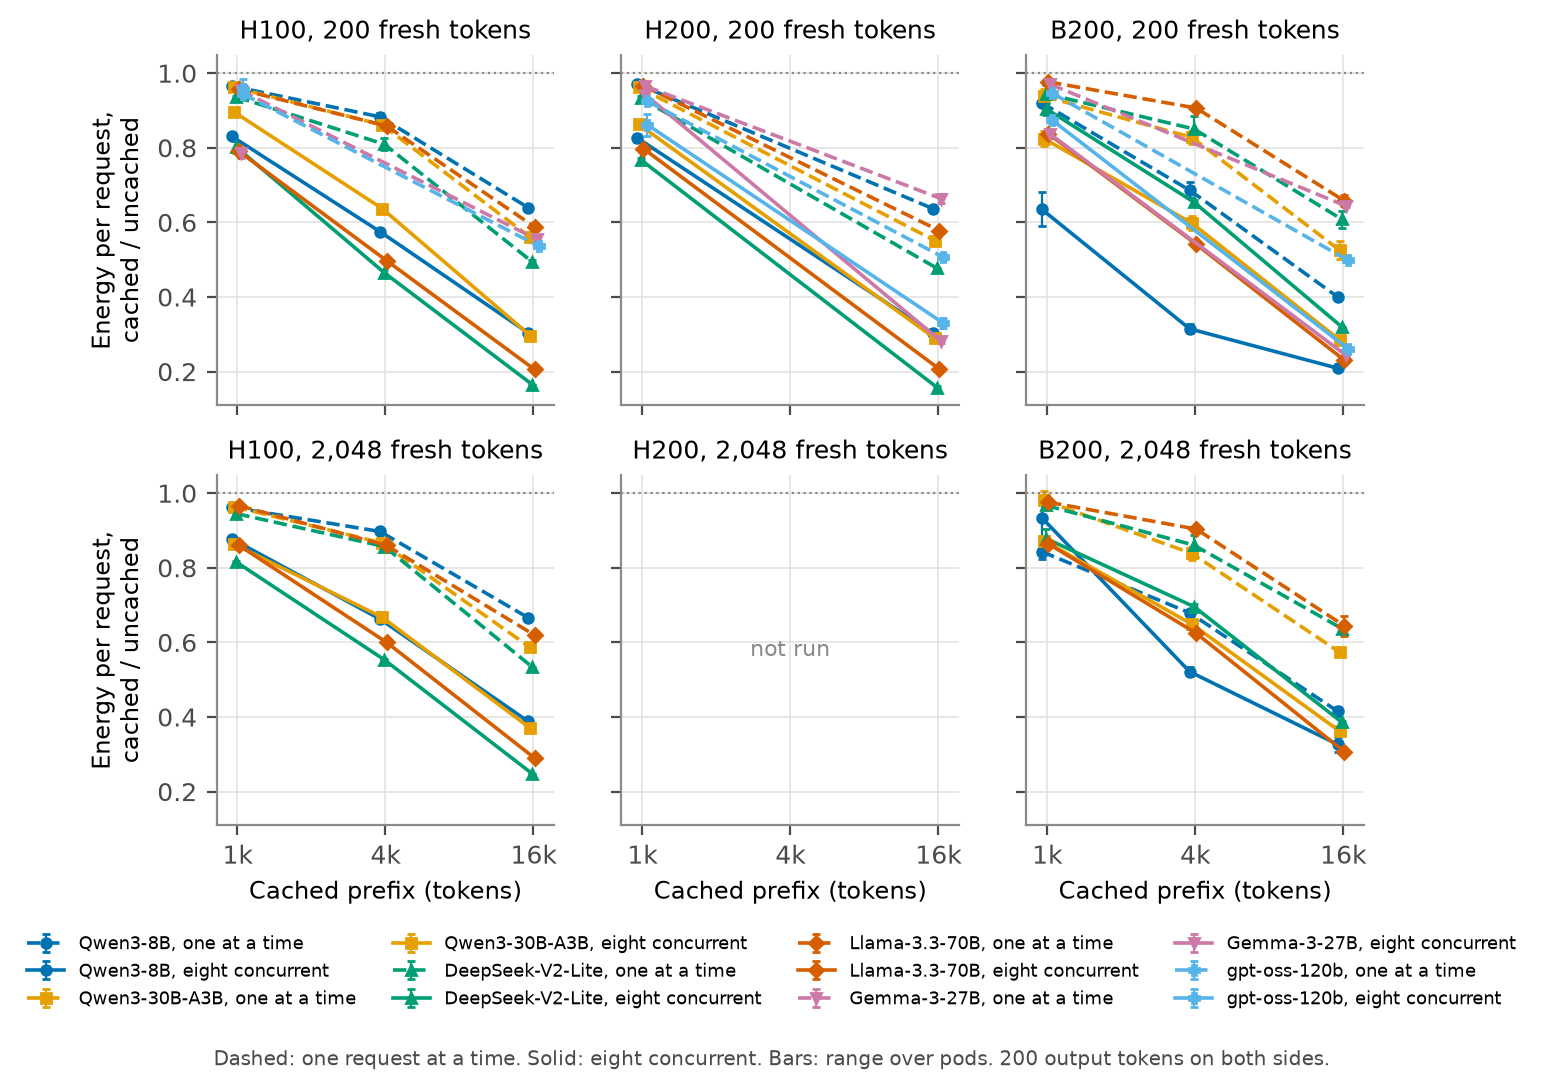 H100, 200 fresh tokens
H200, 200 fresh tokens
B200, 200 fresh tokens
Energy per request,
cached / uncached
1.0
0.8
0.6
0.4
0.2
H100, 2,048 fresh tokens
H200, 2,048 fresh tokens
B200, 2,048 fresh tokens
Energy per request,
cached / uncached
1.0
0.8
0.6
0.4
0.2
not run
1k 4k 16k
1k 4k 16k
1k 4k 16k
Cached prefix (tokens)
Cached prefix (tokens)
Cached prefix (tokens)
Qwen3-8B, one at a time
Qwen3-8B, eight concurrent
Qwen3-30B-A3B, one at a time
Qwen3-30B-A3B, eight concurrent
DeepSeek-V2-Lite, one at a time
DeepSeek-V2-Lite, eight concurrent
Llama-3.3-70B, one at a time
Llama-3.3-70B, eight concurrent
Gemma-3-27B, one at a time
Gemma-3-27B, eight concurrent
gpt-oss-120b, one at a time
gpt-oss-120b, eight concurrent
Dashed: one request at a time. Solid: eight concurrent. Bars: range over pods. 200 output tokens on both sides.